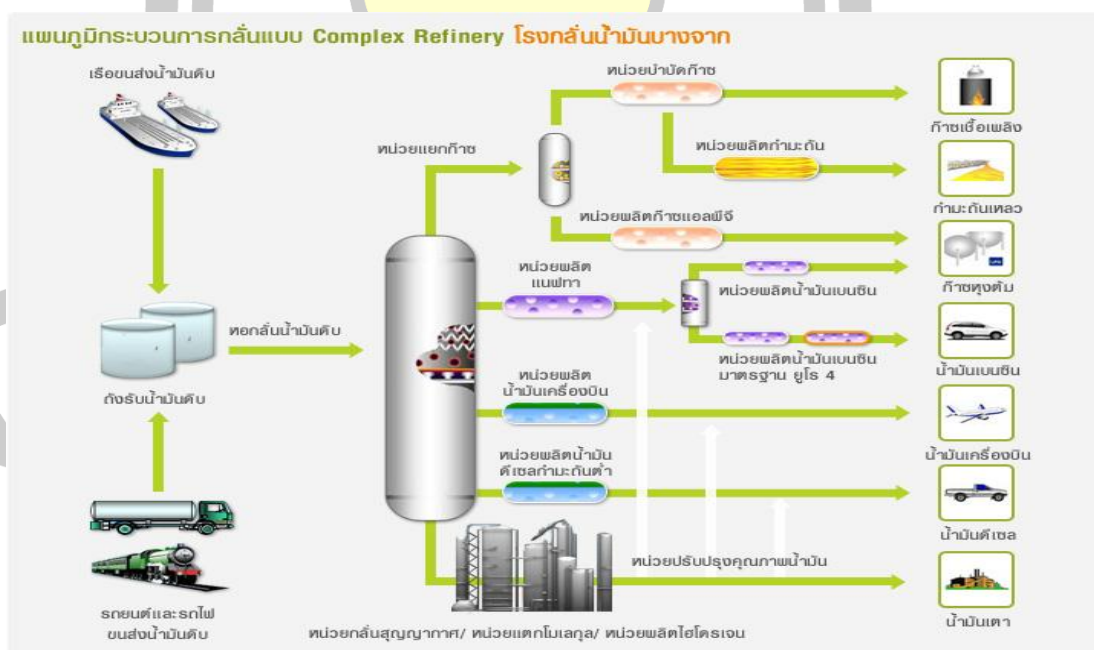 แผนภูมิกระบวนการกลั่นแบบ Complex Refinery โรงกลั่นน้ำมันบางจาก
เรือขนส่งน้ำมันดิบ
หน่วยบำบัดก๊าซ
ก๊าซเชื้อเพลิง
หน่วยแยกก๊าซ
หน่วยผลิตกำมะถัน
กำมะถันเหลว
หน่วยผลิตก๊าซแอลพีจี
ก๊าซหุงต้ม
หน่วยผลิต
แนฟทา
หน่วยผลิตน้ำมันเบนซิน
หอกลั่นน้ำมันดิบ
หน่วยผลิตน้ำมันเบนซิน
มาตรฐาน ยูโร 4
น้ำมันเบนซิน
ถังรับน้ำมันดิบ
หน่วยผลิต
น้ำมันเครื่องบิน
น้ำมันเครื่องบิน
หน่วยผลิตน้ำมัน
ดีเซลกำมะถันต่ำ
น้ำมันดีเซล
หน่วยปรับปรุงคุณภาพน้ำมัน
น้ำมันเตา
รถยนต์และรถไฟ
ขนส่งน้ำมันดิบ
หน่วยกลั่นสุญญากาศ/ หน่วยแตกโมเลกุล/ หน่วยผลิตไฮโดรเจน